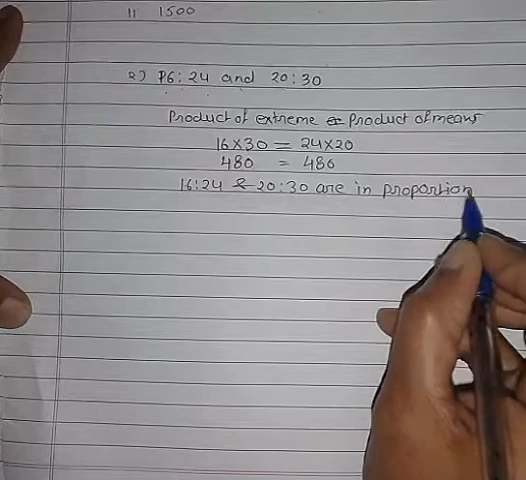 11 1500
2) 16:24 and 20:30
Product of extreme = Product of means
16×30 = 24×20
480 = 480
16:24 & 20:30 are in proportion